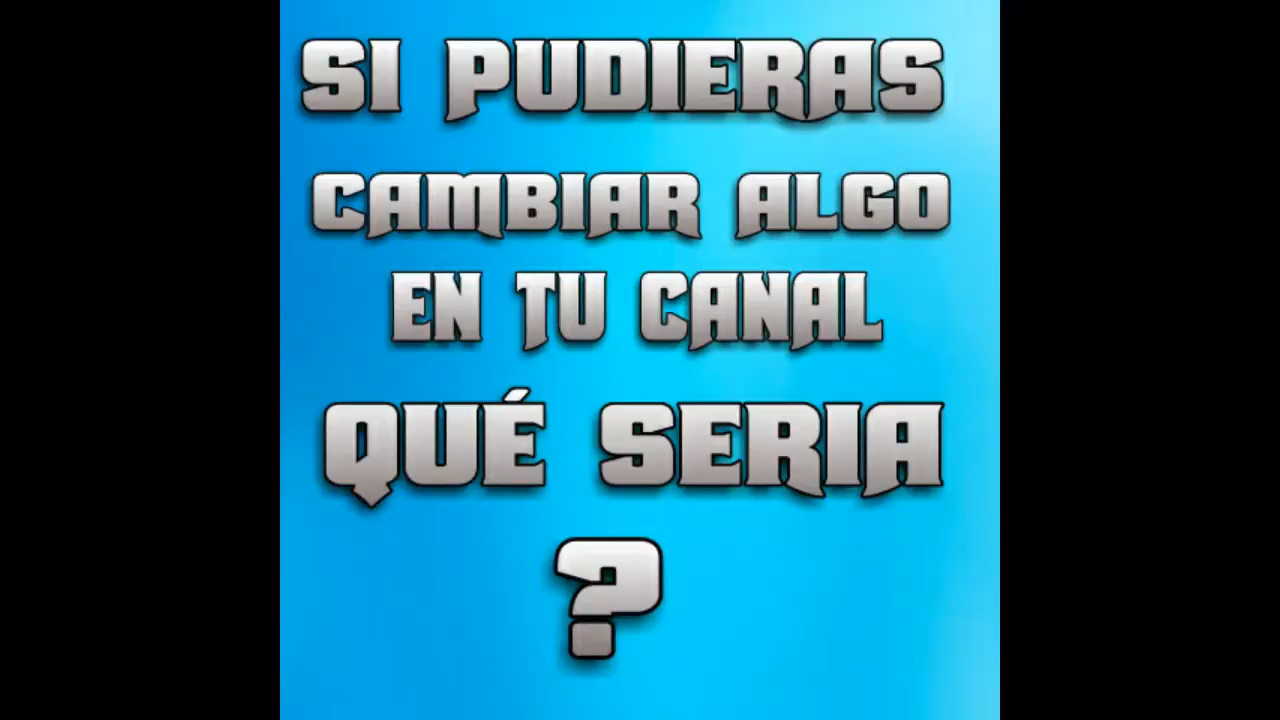 SI PUDIERAS
CAMBIAR ALGO
EN TU CANAL
QUÉ SERIA
?